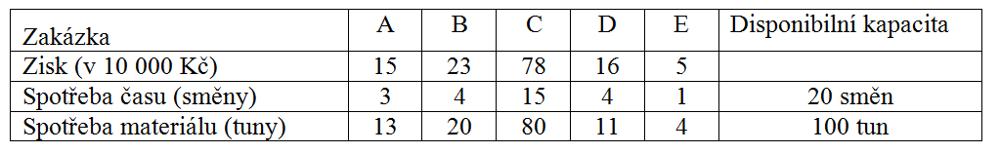 Zakázka A B C D E Disponibilní kapacita
Zisk (v 10 000 Kč) 15 23 78 16 5
Spotřeba času (směny) 3 4 15 4 1 20 směn
Spotřeba materiálu (tuny) 13 20 80 11 4 100 tun